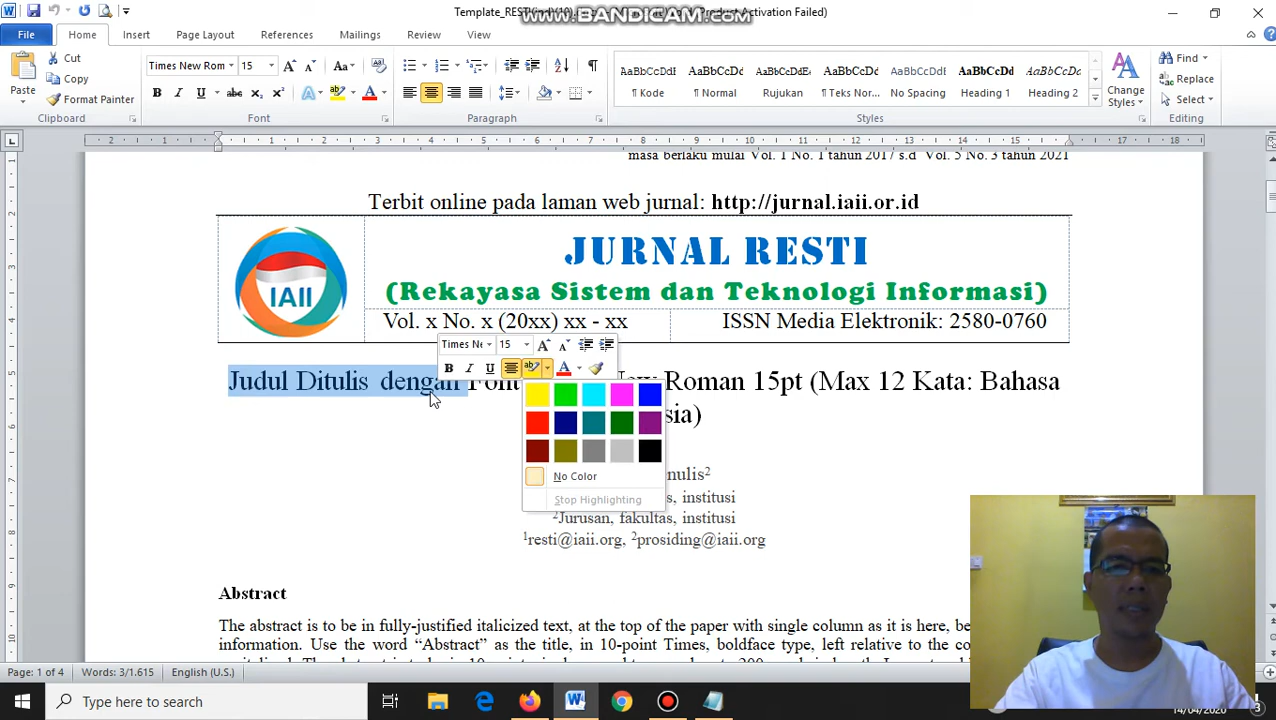 Template_RESTI
Product Activation Failed)
www.BANDICAM.com
File
Home
Insert
Page Layout
References
Mailings
Review
View
Paste
Cut
Copy
Format Painter
Clipboard
Times New Rom
15
Font
Paragraph
AaBbCcDdE
¶ Kode
AaBbCcDc
¶ Normal
AaBbCcDd
Rujukan
AaBbCcDc
¶ Teks Nor...
AaBbCcDd
No Spacing
AaBbCcDd
Heading 1
AaBbCcDd
Heading 2
Styles
Change
Styles
Find
Replace
Select
Editing
masa berlaku mulai Vol. 1 No. 1 tahun 2017 s.d Vol. 5 No. 3 tahun 2021
Terbit online pada laman web jurnal: http://jurnal.iaii.or.id
IAII
JURNAL RESTI
(Rekayasa Sistem dan Teknologi Informasi)
Vol. x No. x (20xx) xx - xx
ISSN Media Elektronik: 2580-0760
Times Ne
15
Judul Ditulis dengan Font New Roman 15pt (Max 12 Kata: Bahasa
sia)
No Color
Stop Highlighting
nulis²
s, institusi
²Jurusan, fakultas, institusi
¹resti@iaii.org, ²prosiding@iaii.org
Abstract
The abstract is to be in fully-justified italicized text, at the top of the paper with single column as it is here, be
information. Use the word “Abstract” as the title, in 10-point Times, boldface type, left relative to the co
Page: 1 of 4
Words: 3/1.615
English (U.S.)
Type here to search
14/04/2020